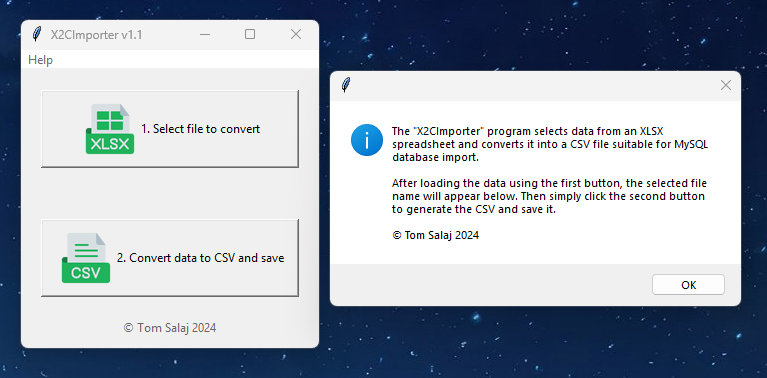 X2CImporter v1.1
Help
XLSX
1. Select file to convert
CSV
2. Convert data to CSV and save
© Tom Salaj 2024
The "X2CImporter" program selects data from an XLSX
spreadsheet and converts it into a CSV file suitable for MySQL
database import.
After loading the data using the first button, the selected file
name will appear below. Then simply click the second button
to generate the CSV and save it.
© Tom Salaj 2024
OK